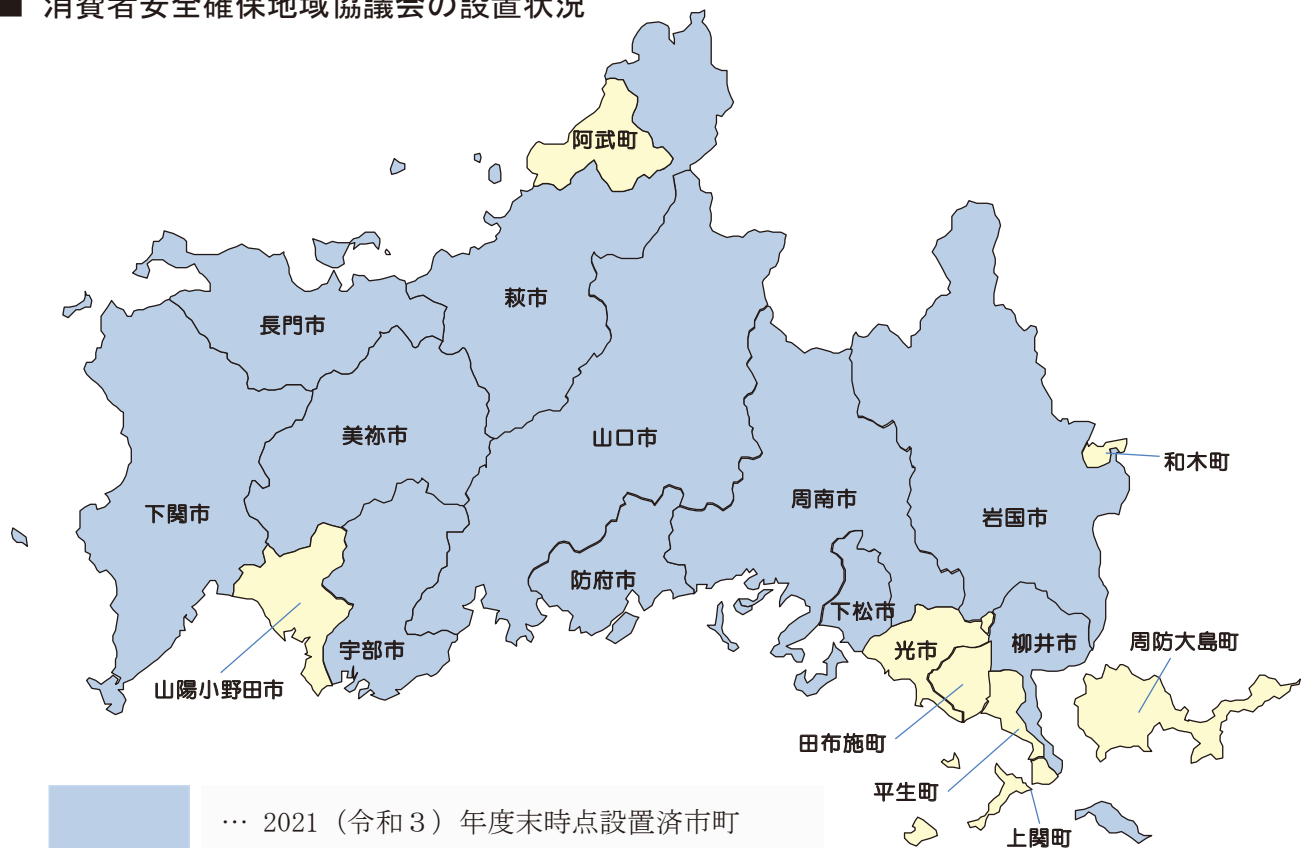 ■ 消費者安全確保地域協議会の設置状況
阿武町
萩市
長門市
美祢市
山口市
和木町
下関市
周南市
岩国市
防府市
下松市
宇部市
光市
柳井市
周防大島町
山陽小野田市
田布施町
平生町
上関町
… 2021（令和３）年度末時点設置済市町